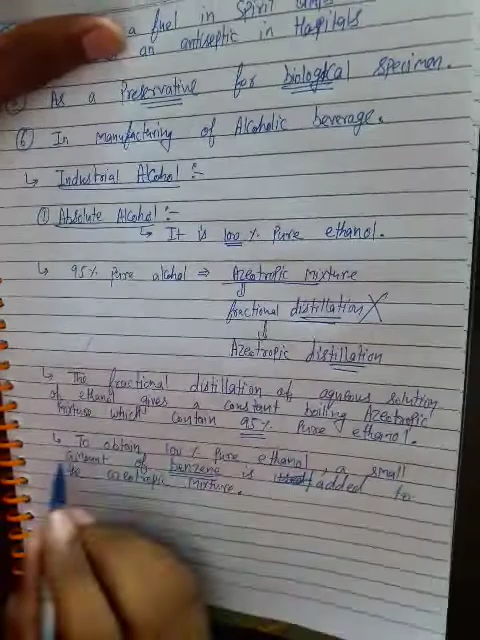 a fuel in Spirit
an antiseptic in Hospitals
As a Preservative for biological specimen.
⑥ In manufacturing of Alcoholic beverage.
↳ Industrial Alcohol :-
① Absolute Alcohol :-
↳ It is 100% Pure ethanol.
↳ 95% Pure alcohol ⇒ Azeotropic mixture
⇓
fractional distillation X
↓
Azeotropic distillation
↳ The fractional distillation of aqueous solution
of ethanol gives a constant boiling Azeotropic
mixture which contain 95% Pure ethanol.
↳ To obtain 100% Pure ethanol, a small
amount of benzene is added to
the azeotropic mixture.